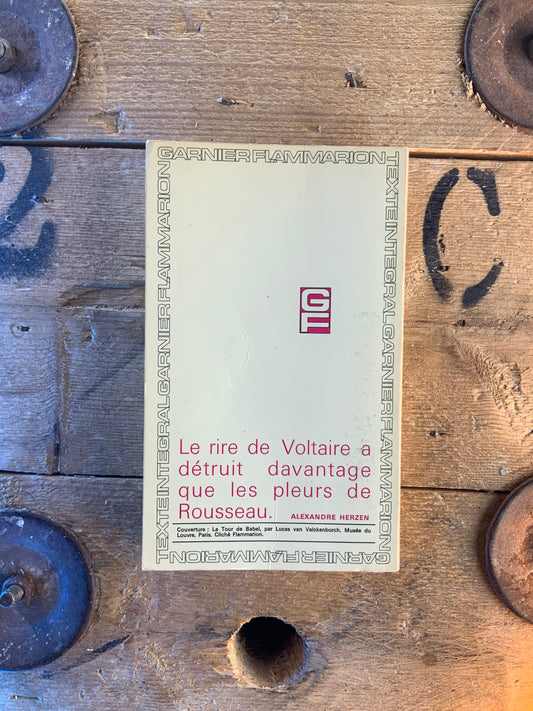 GARNIER FLAMMARION
TEXTE INTEGRAL GARNIER FLAMMARION
TEXTE INTEGRAL GARNIER FLAMMARION
GF
Le rire de Voltaire a
détruit davantage
que les pleurs de
Rousseau. ALEXANDRE HERZEN
Couverture : La Tour de Babel, par Lucas van Valckenborch. Musée du
Louvre, Paris. Cliché Flammarion.
GARNIER FLAMMARION
2
C